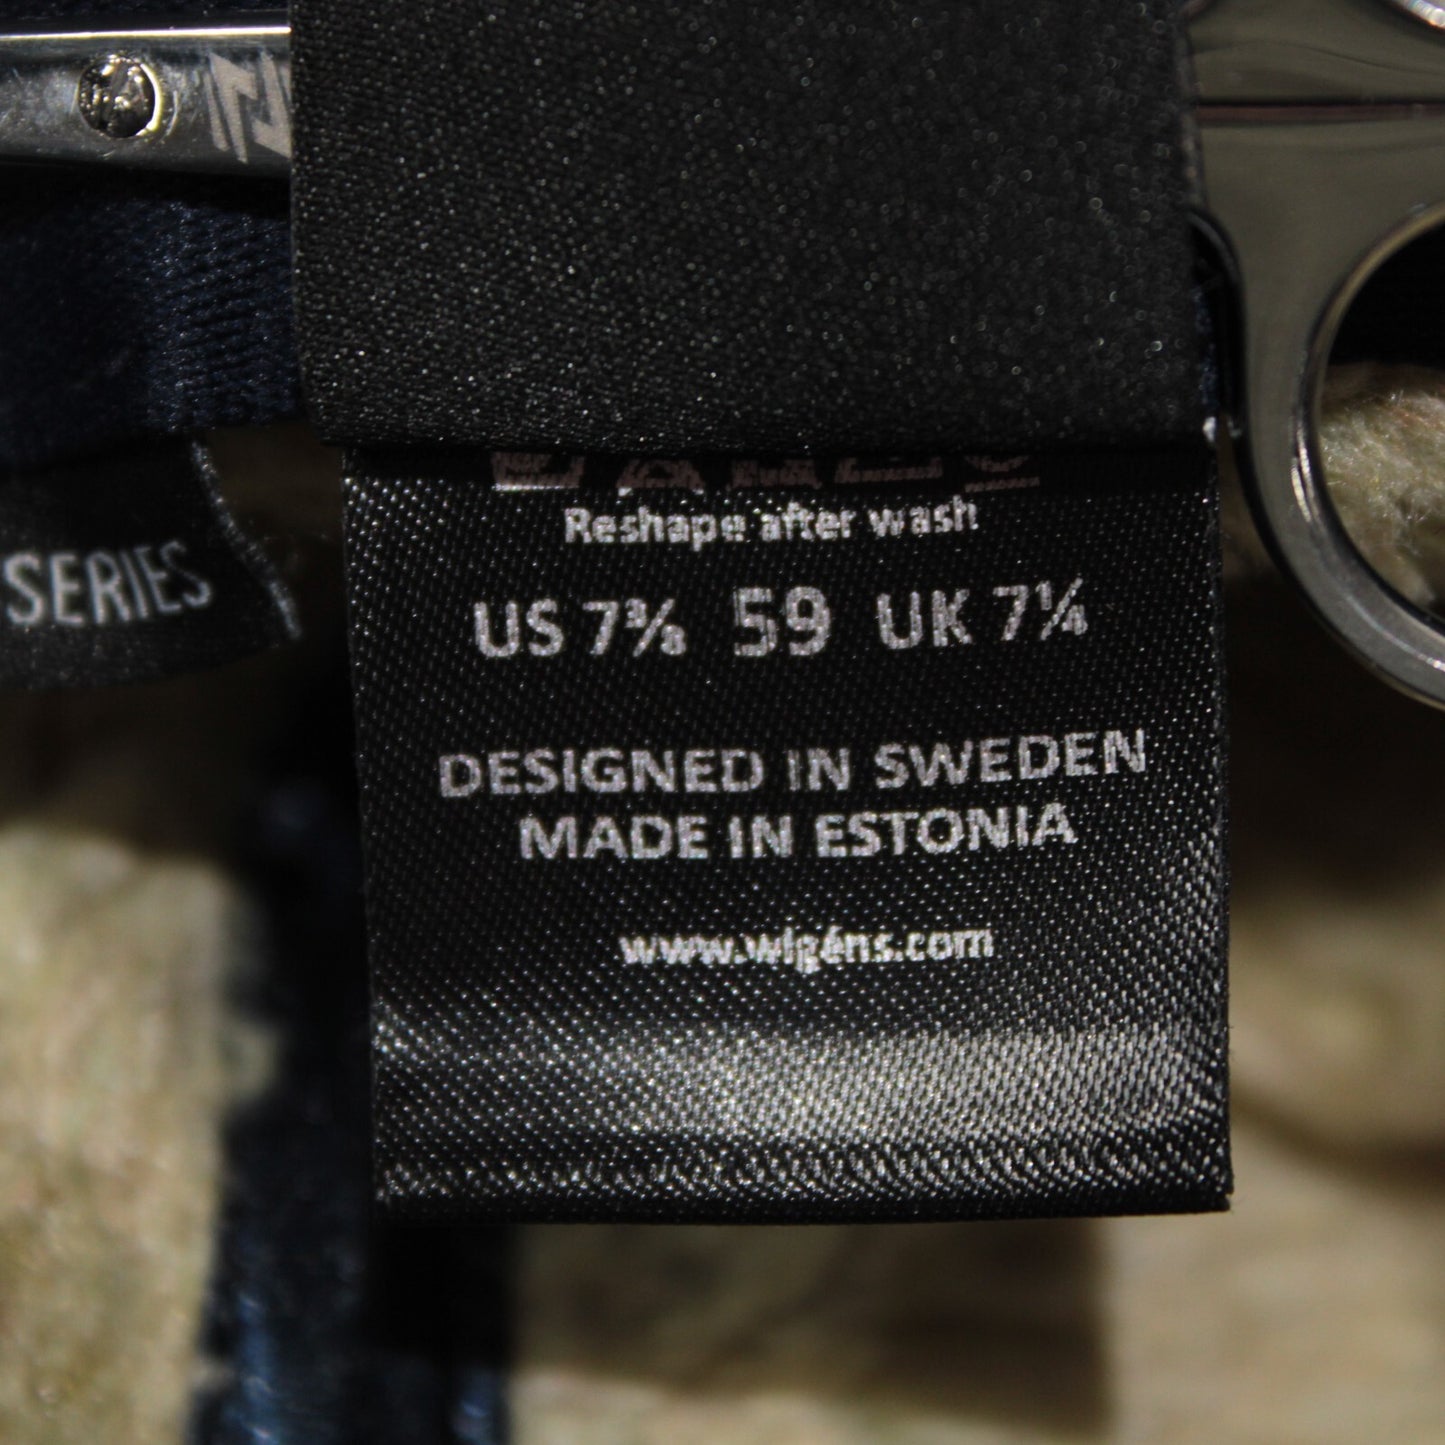 SERIES
Reshape after wash
US 7⅜ 59 UK 7¼
DESIGNED IN SWEDEN
MADE IN ESTONIA
www.wigéns.com